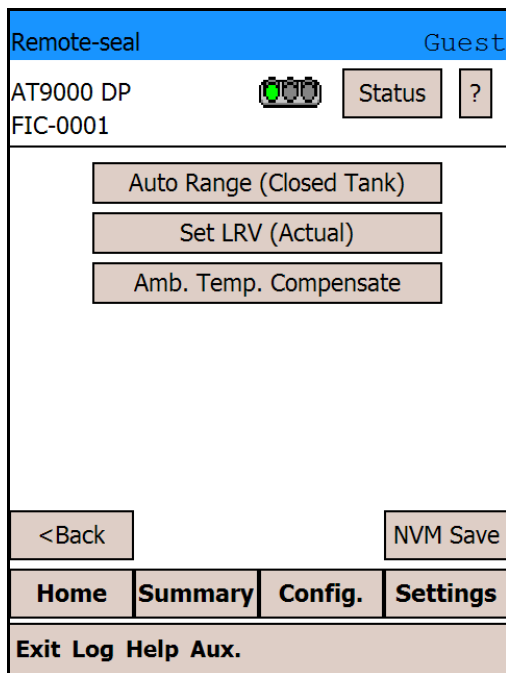 Remote-seal Guest
AT9000 DP Status ?
FIC-0001
Auto Range (Closed Tank)
Set LRV (Actual)
Amb. Temp. Compensate
<Back NVM Save
Home Summary Config. Settings
Exit Log Help Aux.